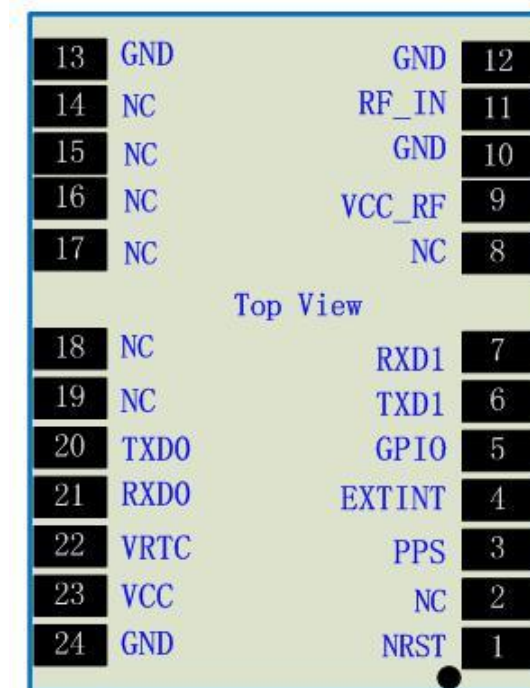 13 GND GND 12
14 NC RF_IN 11
15 NC GND 10
16 NC VCC_RF 9
17 NC NC 8
Top View
18 NC RXD1 7
19 NC TXD1 6
20 TXD0 GPIO 5
21 RXD0 EXTINT 4
22 VRTC PPS 3
23 VCC NC 2
24 GND NRST 1